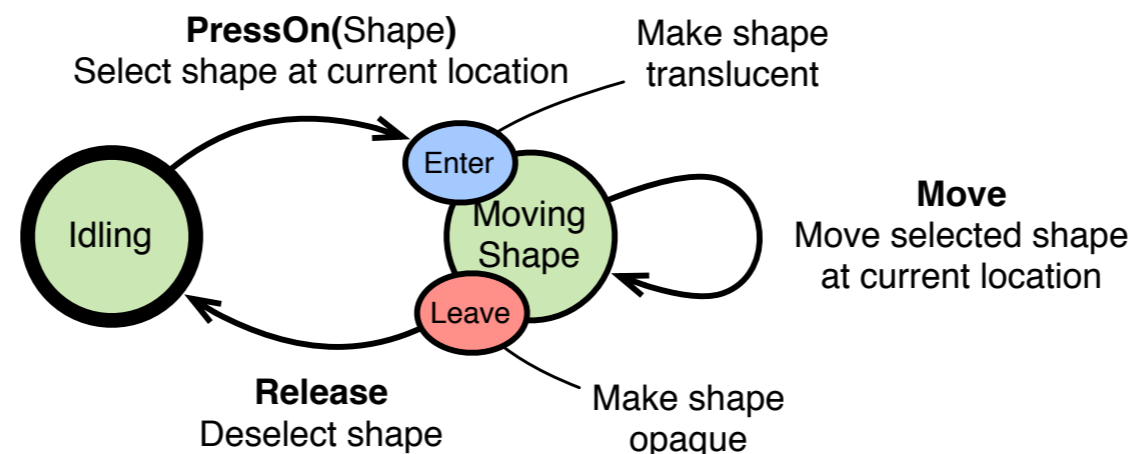 PressOn(Shape)
Select shape at current location
Make shape
translucent
Enter
Idling
Moving
Shape
Move
Move selected shape
at current location
Leave
Release
Deselect shape
Make shape
opaque